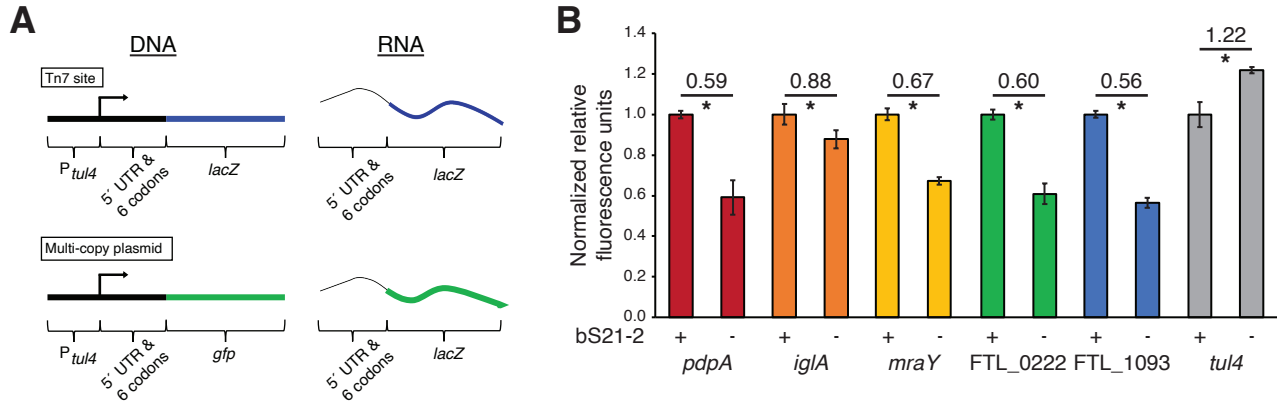 A
DNA
RNA
Tn7 site
Ptul4
5´ UTR &
6 codons
lacZ
5´ UTR &
6 codons
lacZ
Multi-copy plasmid
Ptul4
5´ UTR &
6 codons
gfp
5´ UTR &
6 codons
lacZ
B
Normalized relative
fluorescence units
1.4
1.2
1.0
0.8
0.6
0.4
0.2
0.0
0.59
*
0.88
*
0.67
*
0.60
*
0.56
*
1.22
*
bS21-2 + - + - + - + - + - + -
pdpA iglA mraY FTL_0222 FTL_1093 tul4